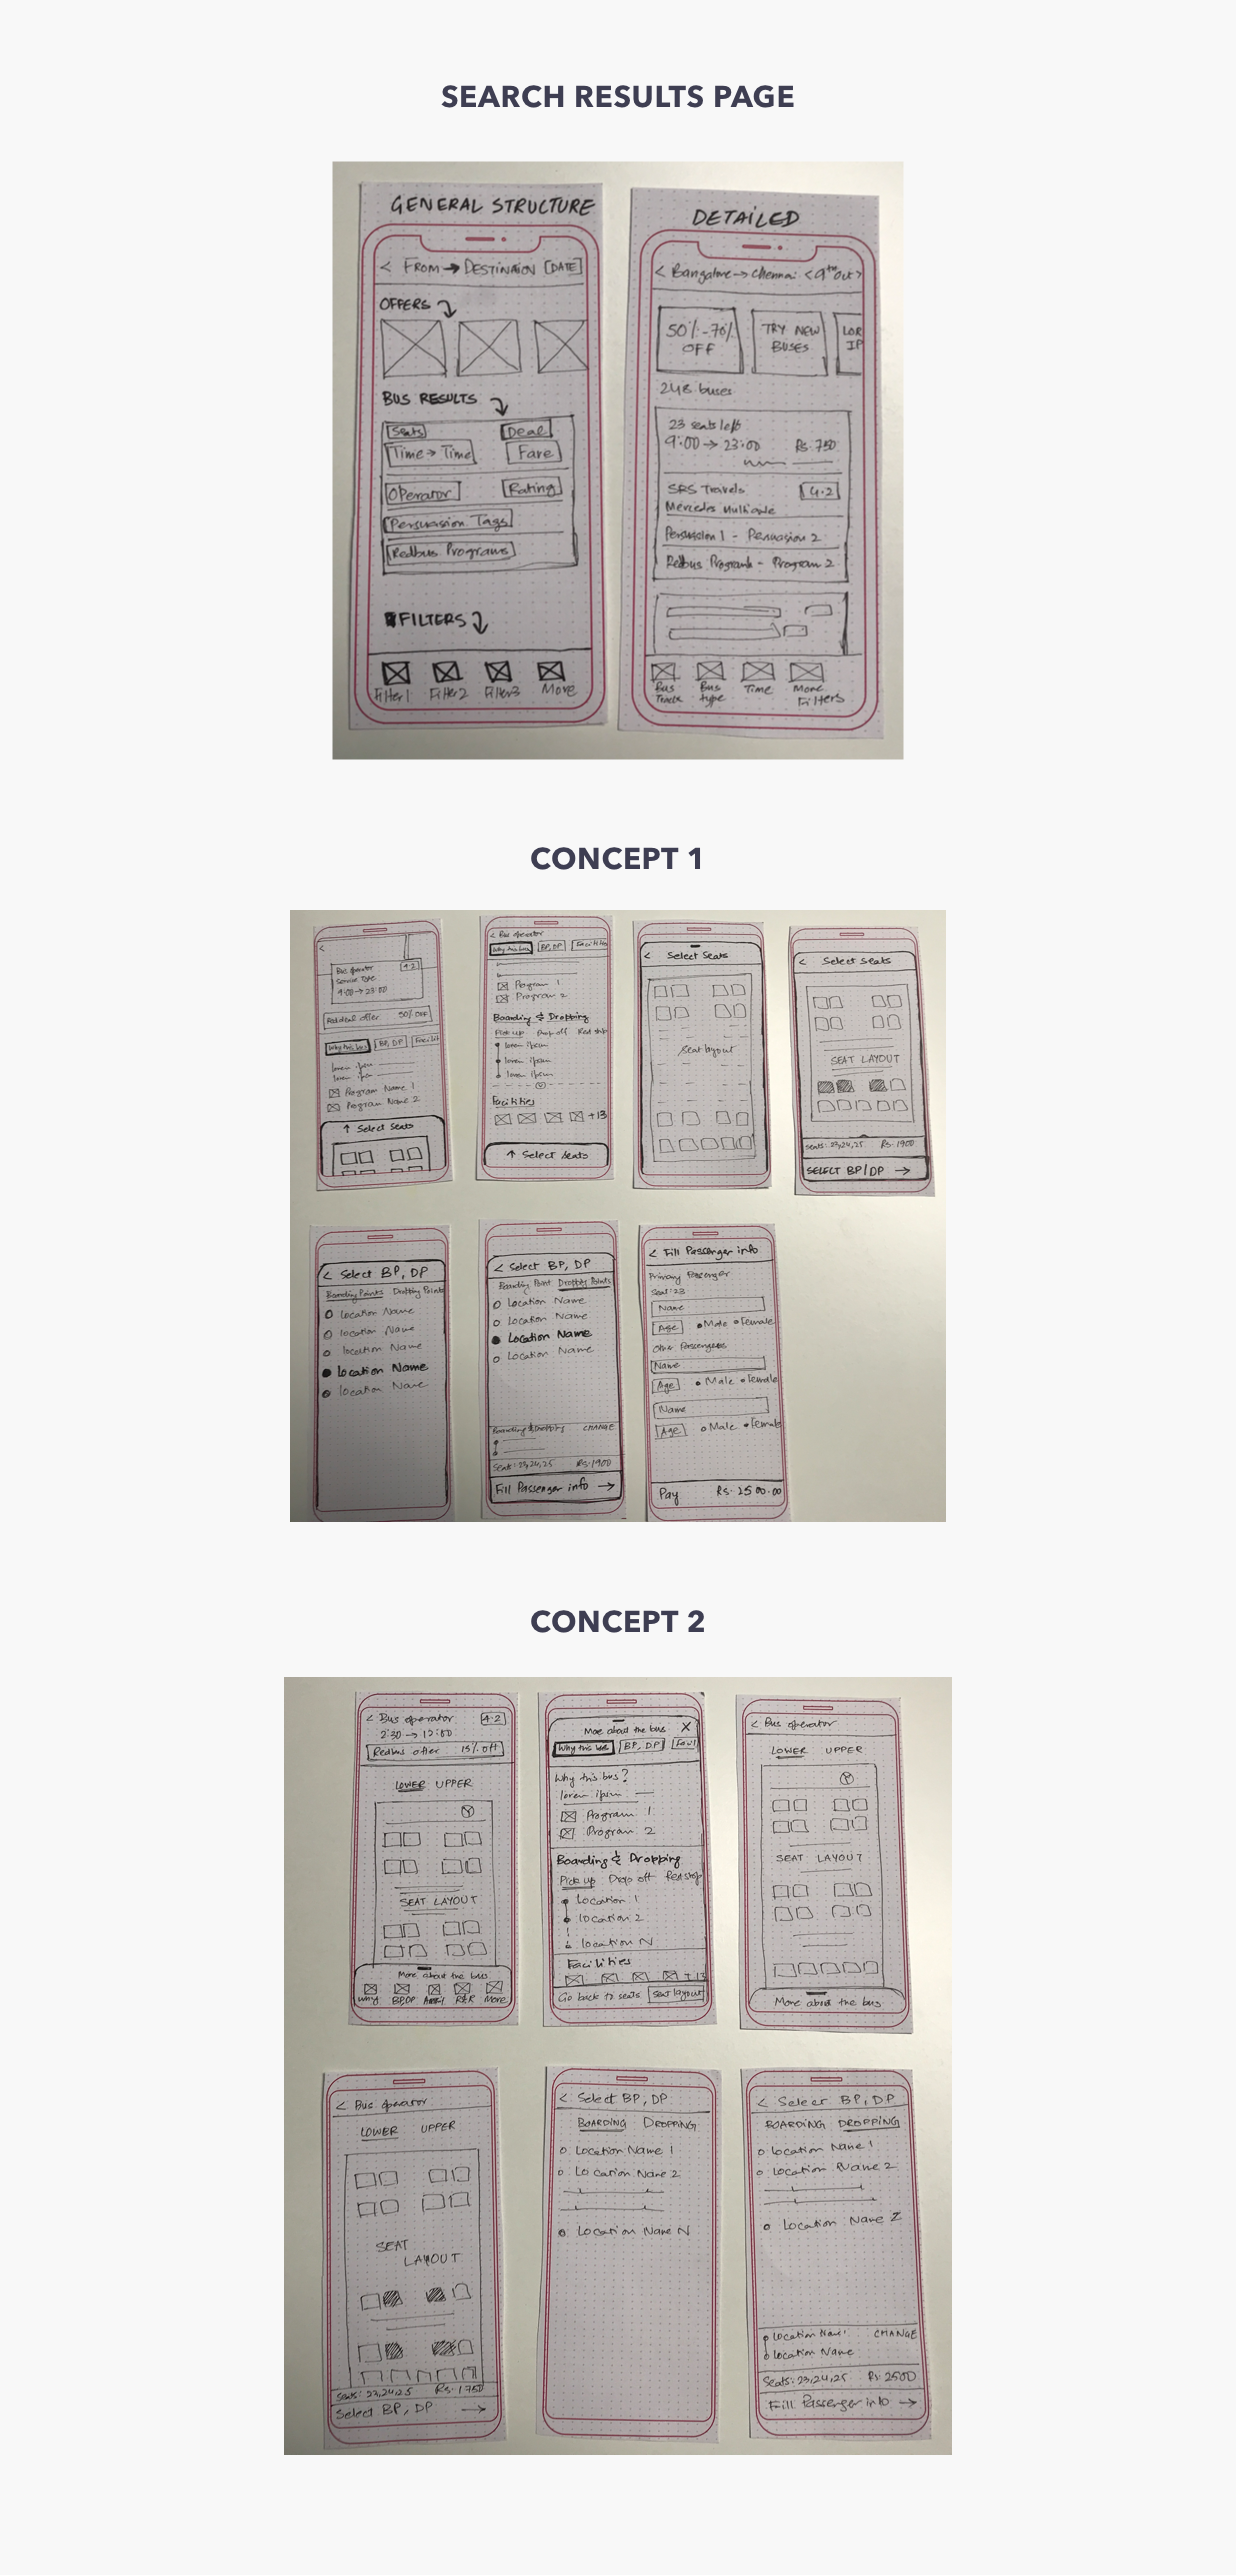 SEARCH RESULTS PAGE
GENERAL STRUCTURE
< FROM → DESTINAION [DATE]
OFFERS
BUS RESULTS
Seats Deal
Time → Time Fare
Operator Rating
Persuasion Tags
Redbus Programs
FILTERS
Filter1 Filter2 Filter3 More
DETAILED
< Bangalore → Chennai < 9th Oct >
50%-70% OFF
TRY NEW BUSES
LOR IP
248 buses
23 seats left
9:00 → 23:00 Rs. 750
SRS Travels 4.2
Mercedes Multiaxle
Persuasion 1 - Persuasion 2
Redbus Program1 - Program 2
Bus Track
Bus type
Time
More Filters
CONCEPT 1
<
Bus operator 4.2
Service Type
9:00 → 23:00
Reddeal offer 50% OFF
Why this bus BP, DP Facilit
lorem ipsum
lorem ipsum
Program Name 1
Program Name 2
↑ Select Seats
< Bus operator
Why this bus BP, DP Facilities
Program 1
Program 2
Boarding & Dropping
Pick up Drop off Rest stop
lorem ipsum
lorem ipsum
lorem ipsum
Facilities
+13
↑ Select Seats
< Select Seats
Seat layout
< Select Seats
SEAT LAYOUT
Seats: 23,24,25 Rs. 1900
SELECT BP/DP →
< Select BP, DP
Boarding Points Dropping Points
Location Name
location Name
location Name
Location Name
location Name
< Select BP, DP
Boarding Point Dropping Points
Location Name
Location Name
Location Name
Location Name
Boarding & Dropping CHANGE
Seats: 23,24,25 Rs. 1900
Fill Passenger info →
< Fill Passenger info
Primary Passenger
Seat: 23
Name
Age Male Female
Other Passengers
Name
Age Male Female
Name
Age Male Female
Pay Rs. 2500.00
CONCEPT 2
< Bus operator 4.2
2:30 → 12:00
Redbus offer 15% off
LOWER UPPER
SEAT LAYOUT
More about the bus
Why BPDP R&R More
More about the bus X
Why this bus BP, DP
Why this bus?
lorem ipsum
Program 1
Program 2
Boarding & Dropping
Pick up Drop off Rest stop
Location 1
location 2
location N
Facilities
+13
Go back to seats Seat layout
< Bus operator
LOWER UPPER
SEAT LAYOUT
More about the bus
< Bus operator
LOWER UPPER
SEAT
LAYOUT
Seats: 23,24,25 Rs. 1750
Select BP, DP →
< Select BP, DP
BOARDING DROPPING
Location Name 1
Location Name 2
Location Name N
< Select BP, DP
BOARDING DROPPING
Location Name 1
Location Name 2
Location Name Z
Location Name CHANGE
Location Name
Seats: 23,24,25 Rs. 2500
Fill Passenger info →